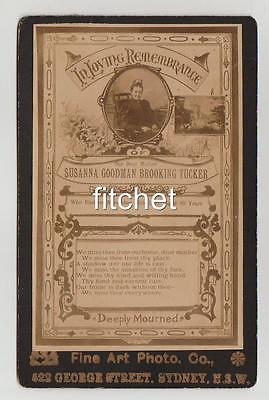 In Loving Remembrance
Our Dear Mother
SUSANNA GOODMAN BROOKING TUCKER
fitchet
Who Years
We miss thee from our home, dear mother
We miss thee from thy place,
A shadow o'er our life is cast
We miss the sunshine of thy face,
We miss thy kind and willing hand
Thy fond and earnest care,
Our home is dark without thee—
We miss thee everywhere.
Deeply Mourned
Fine Art Photo. Co.,
422 GEORGE STREET, SYDNEY, N.S.W.